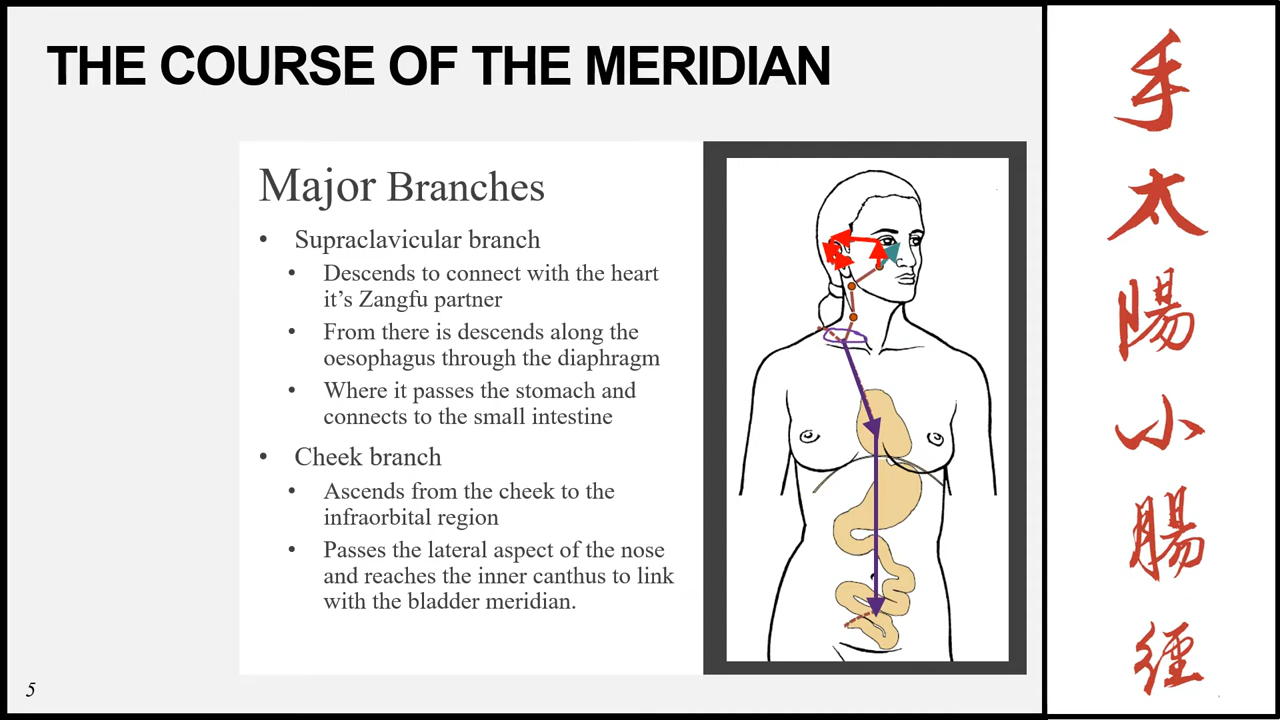 THE COURSE OF THE MERIDIAN
Major Branches
• Supraclavicular branch
• Descends to connect with the heart
it’s Zangfu partner
• From there is descends along the
oesophagus through the diaphragm
• Where it passes the stomach and
connects to the small intestine
• Cheek branch
• Ascends from the cheek to the
infraorbital region
• Passes the lateral aspect of the nose
and reaches the inner canthus to link
with the bladder meridian.
5
手
太
陽
小
腸
經